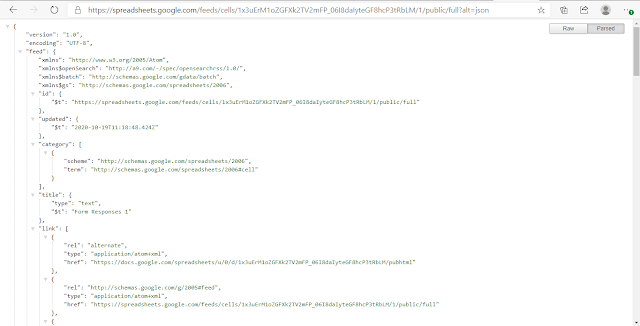 https://spreadsheets.google.com/feeds/cells/1x3uErM1oZGFXk2TV2mFP_06I8daIyteGF8hcP3tRbLM/1/public/full?alt=json
Raw Parsed
{
"version": "1.0",
"encoding": "UTF-8",
"feed": {
"xmlns": "http://www.w3.org/2005/Atom",
"xmlns$openSearch": "http://a9.com/-/spec/opensearchrss/1.0/",
"xmlns$batch": "http://schemas.google.com/gdata/batch",
"xmlns$gs": "http://schemas.google.com/spreadsheets/2006",
"id": {
"$t": "https://spreadsheets.google.com/feeds/cells/1x3uErM1oZGFXk2TV2mFP_06I8daIyteGF8hcP3tRbLM/1/public/full"
},
"updated": {
"$t": "2020-10-19T11:18:48.424Z"
},
"category": [
{
"scheme": "http://schemas.google.com/spreadsheets/2006",
"term": "http://schemas.google.com/spreadsheets/2006#cell"
}
],
"title": {
"type": "text",
"$t": "Form Responses 1"
},
"link": [
{
"rel": "alternate",
"type": "application/atom+xml",
"href": "https://docs.google.com/spreadsheets/u/0/d/1x3uErM1oZGFXk2TV2mFP_06I8daIyteGF8hcP3tRbLM/pubhtml"
},
{
"rel": "http://schemas.google.com/g/2005#feed",
"type": "application/atom+xml",
"href": "https://spreadsheets.google.com/feeds/cells/1x3uErM1oZGFXk2TV2mFP_06I8daIyteGF8hcP3tRbLM/1/public/full"
},
{